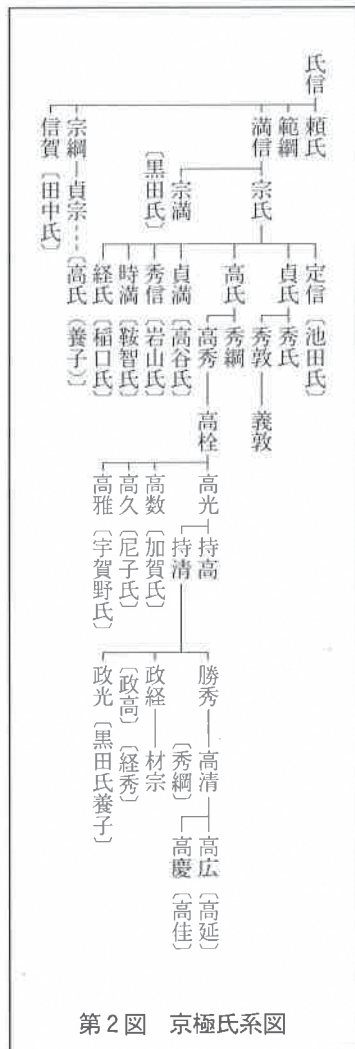 氏信
頼氏
範綱
満信
宗綱
信賀〔田中氏〕
貞宗
高氏(養子)
宗氏
宗満
〔黒田氏〕
定信〔池田氏〕
貞氏
高氏
貞満〔高谷氏〕
秀信〔岩山氏〕
時満〔鞍智氏〕
経氏〔稲口氏〕
秀氏
秀敦
義敦
秀綱
高秀
高栓
高光
高数〔加賀氏〕
高久〔尼子氏〕
高雅〔宇賀野氏〕
持高
持清
勝秀
政経
〔政高〕〔経秀〕
政光〔黒田氏養子〕
高清
〔秀綱〕
材宗
高広〔高延〕
高慶〔高佳〕
第2図 京極氏系図